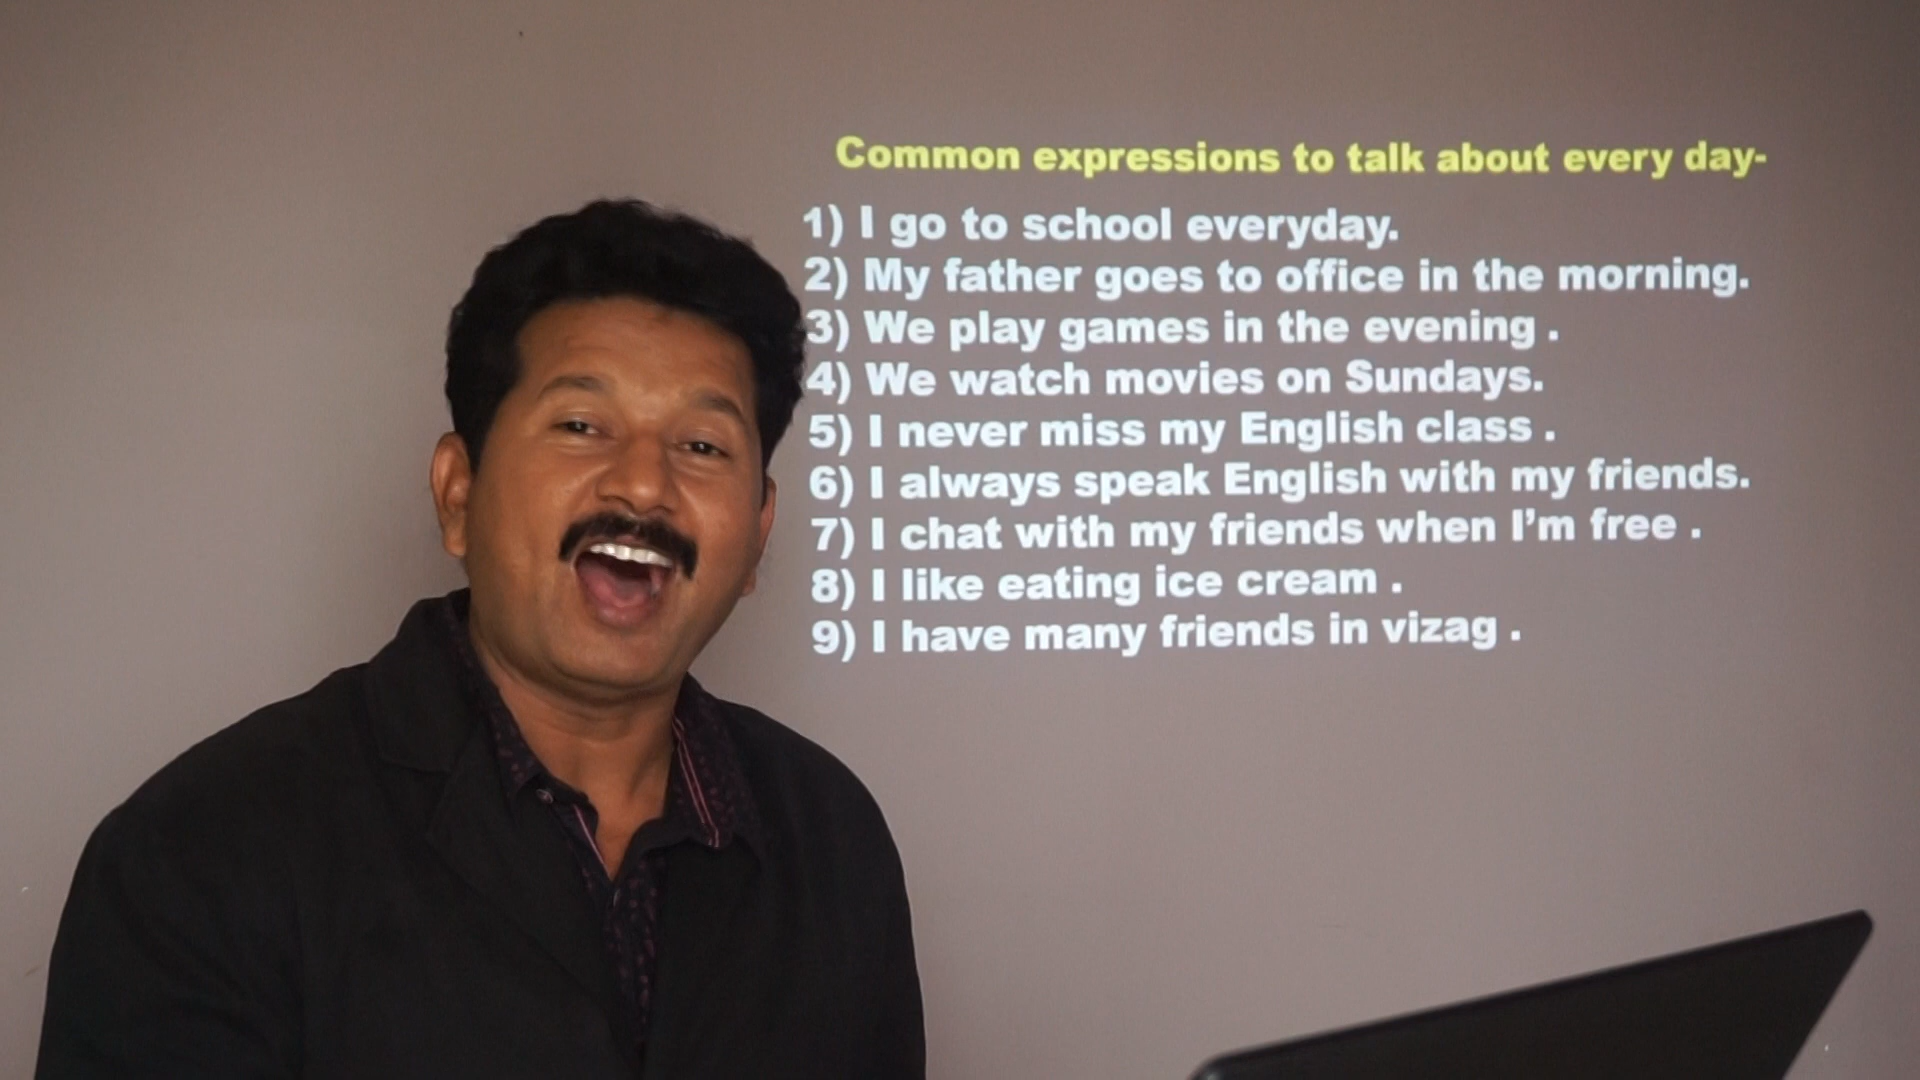 Common expressions to talk about every day-
1) I go to school everyday.
2) My father goes to office in the morning.
3) We play games in the evening .
4) We watch movies on Sundays.
5) I never miss my English class .
6) I always speak English with my friends.
7) I chat with my friends when I’m free .
8) I like eating ice cream .
9) I have many friends in vizag .